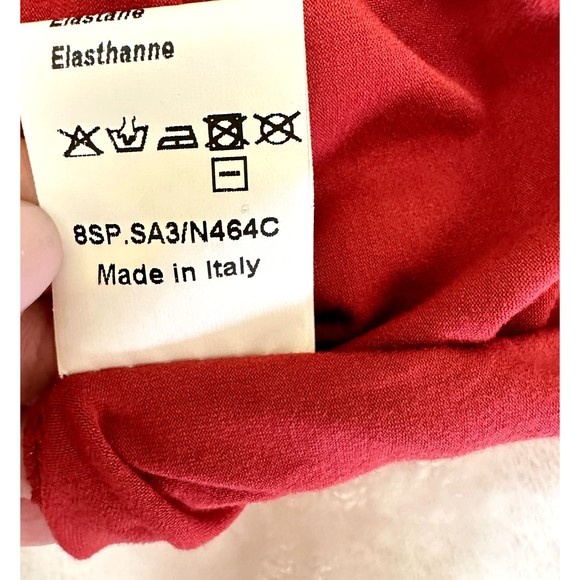 Elastane
Elasthanne
8SP.SA3/N464C
Made in Italy